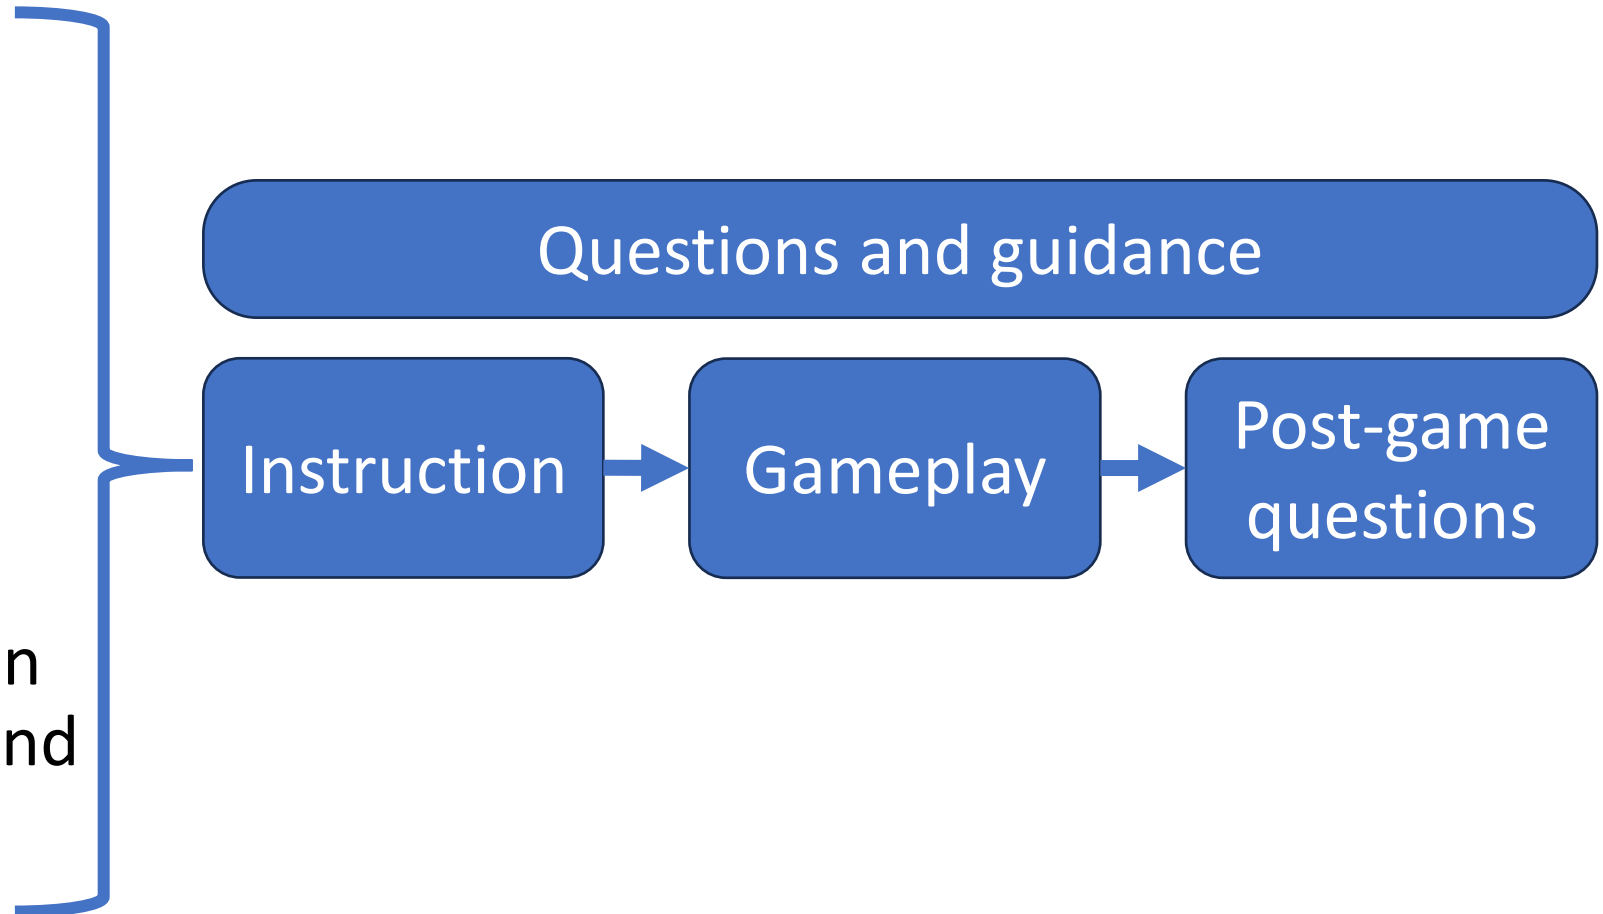 Questions and guidance
Instruction
Gameplay
Post-game
questions
n
nd